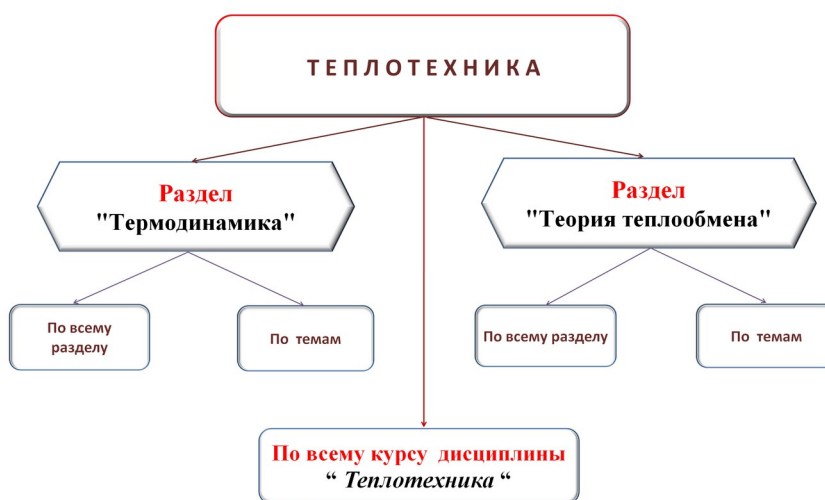 ТЕПЛОТЕХНИКА
Раздел
"Термодинамика"
Раздел
"Теория теплообмена"
По всему
разделу
По темам
По всему разделу
По темам
По всему курсу дисциплины
“ Теплотехника “